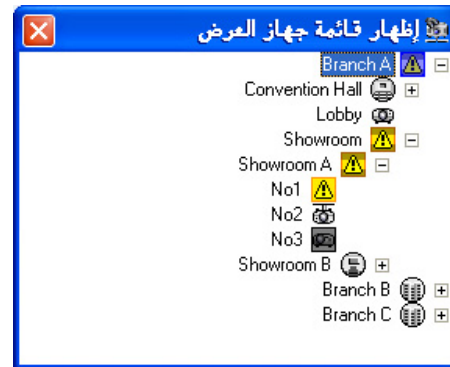 إظهار قائمة جهاز العرض
Branch A
Convention Hall
Lobby
Showroom
Showroom A
No1
No2
No3
Showroom B
Branch B
Branch C